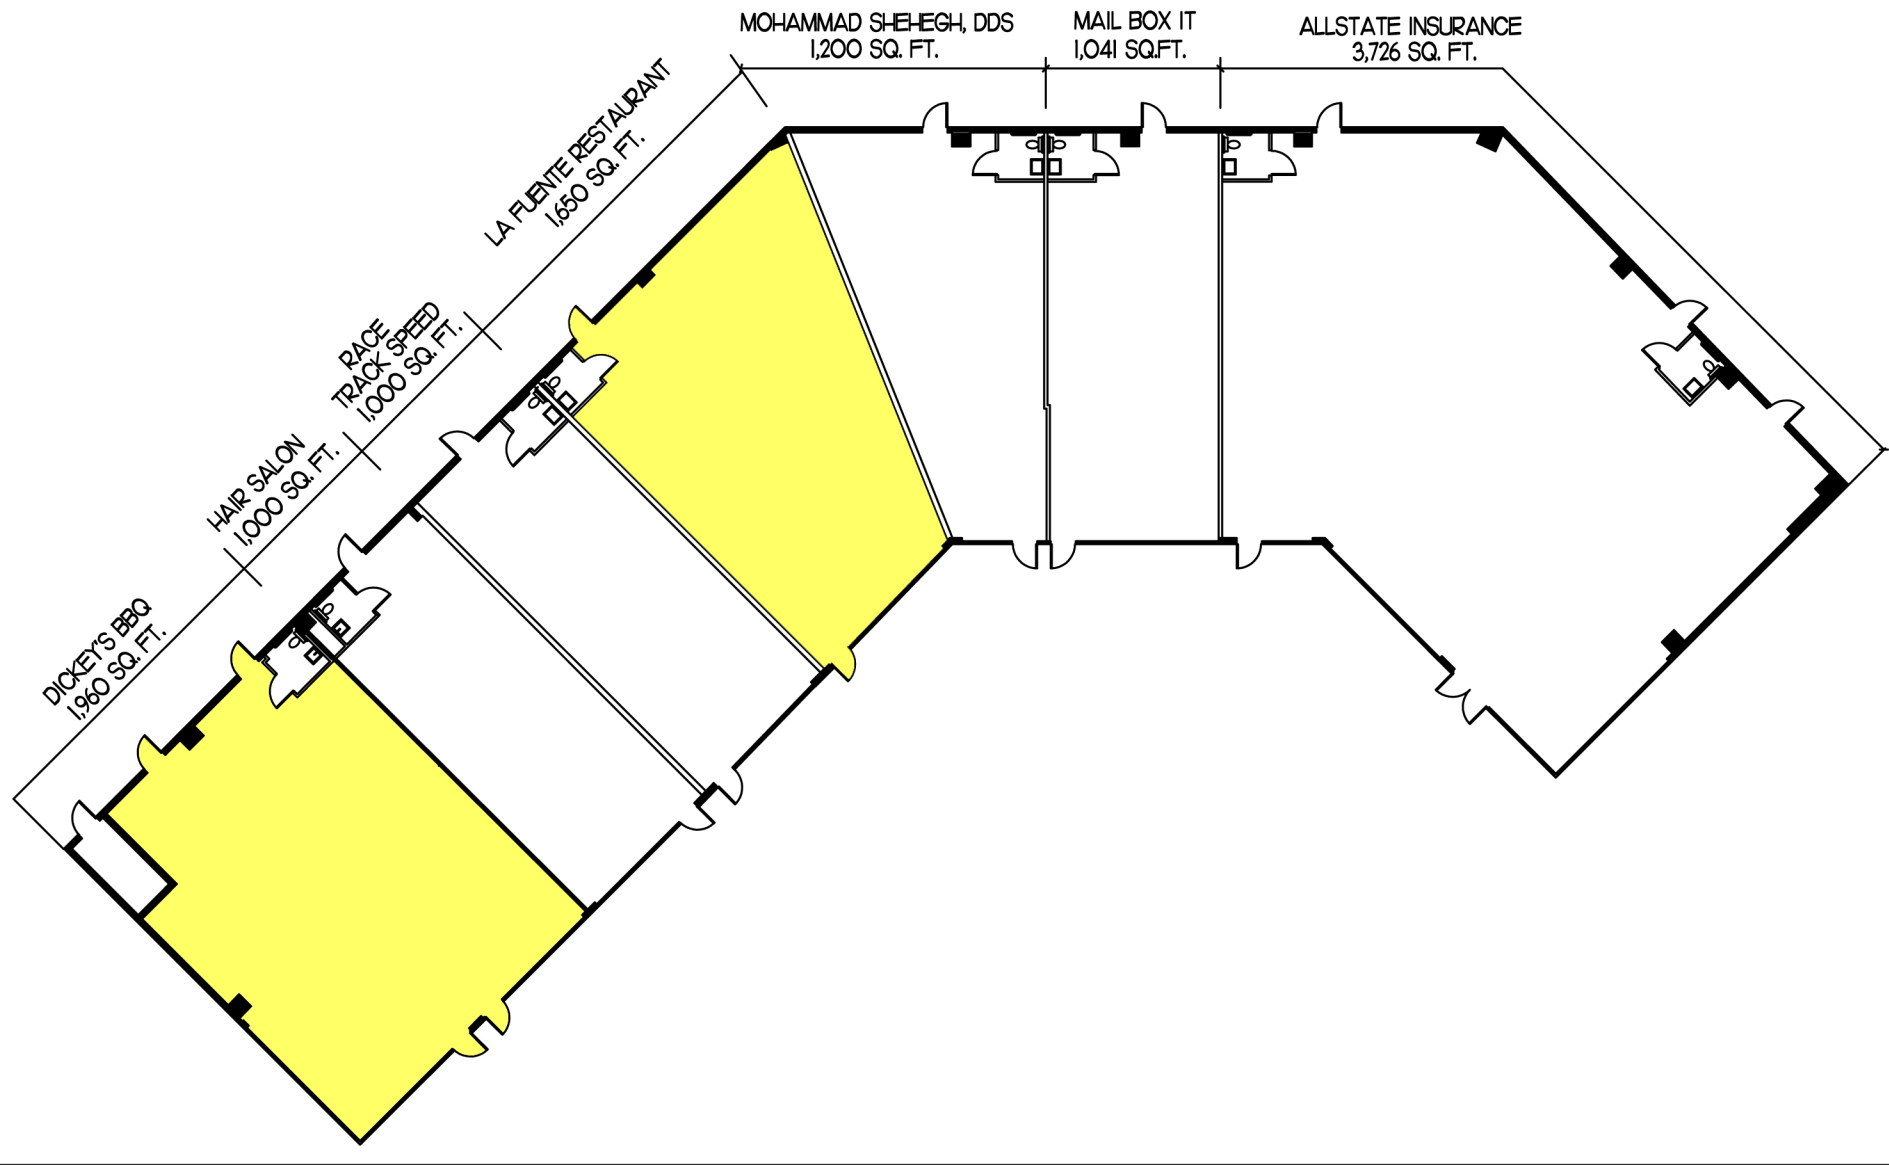 MOHAMMAD SHEHEGH, DDS
1,200 SQ. FT.
MAIL BOX IT
1,041 SQ.FT.
ALLSTATE INSURANCE
3,726 SQ. FT.
LA FUENTE RESTAURANT
1,650 SQ. FT.
RACE
TRACK SPEED
1,000 SQ. FT.
HAIR SALON
1,000 SQ. FT.
DICKEY'S BBQ
1,960 SQ. FT.